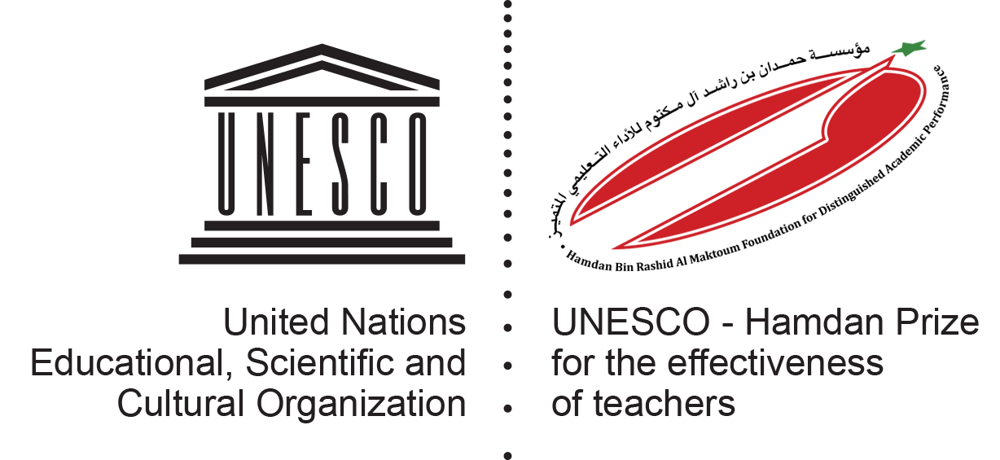 UNESCO
United Nations
Educational, Scientific and
Cultural Organization
مؤسسة حمدان بن راشد آل مكتوم للأداء التعليمي المتميز
• Hamdan Bin Rashid Al Maktoum Foundation for Distinguished Academic Performance
UNESCO - Hamdan Prize
for the effectiveness
of teachers